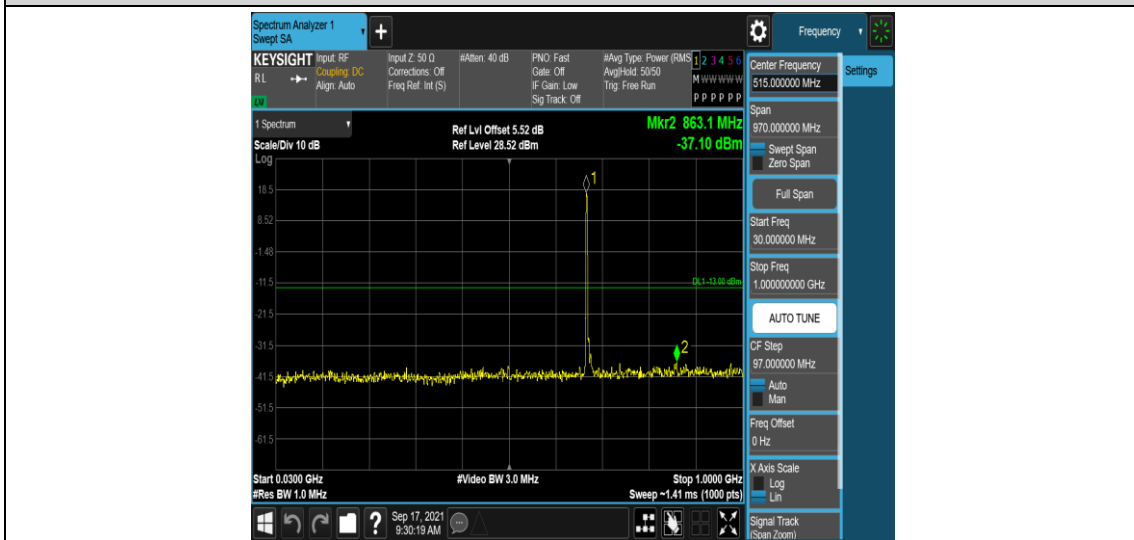 Spectrum Analyzer 1
Swept SA
+
Frequency
KEYSIGHT
RL
LXI
Input: RF
Coupling: DC
Align: Auto
Input Z: 50 Ω
Corrections: Off
Freq Ref: Int (S)
#Atten: 40 dB
PNO: Fast
Gate: Off
IF Gain: Low
Sig Track: Off
#Avg Type: Power (RMS
Avg|Hold: 50/50
Trig: Free Run
1 2 3 4 5 6
M W W W W W
P P P P P P
1 Spectrum
Scale/Div 10 dB
Log
Ref Lvl Offset 5.52 dB
Ref Level 28.52 dBm
Mkr2 863.1 MHz
-37.10 dBm
1
18.5
8.52
-1.48
-11.5
DL1 -13.00 dBm
-21.5
-31.5
2
-41.5
-51.5
-61.5
Start 0.0300 GHz
#Res BW 1.0 MHz
#Video BW 3.0 MHz
Stop 1.0000 GHz
Sweep ~1.41 ms (1000 pts)
?
Sep 17, 2021
9:30:19 AM
Center Frequency
515.000000 MHz
Settings
Span
970.000000 MHz
Swept Span
Zero Span
Full Span
Start Freq
30.000000 MHz
Stop Freq
1.000000000 GHz
AUTO TUNE
CF Step
97.000000 MHz
Auto
Man
Freq Offset
0 Hz
X Axis Scale
Log
Lin
Signal Track
(Span Zoom)